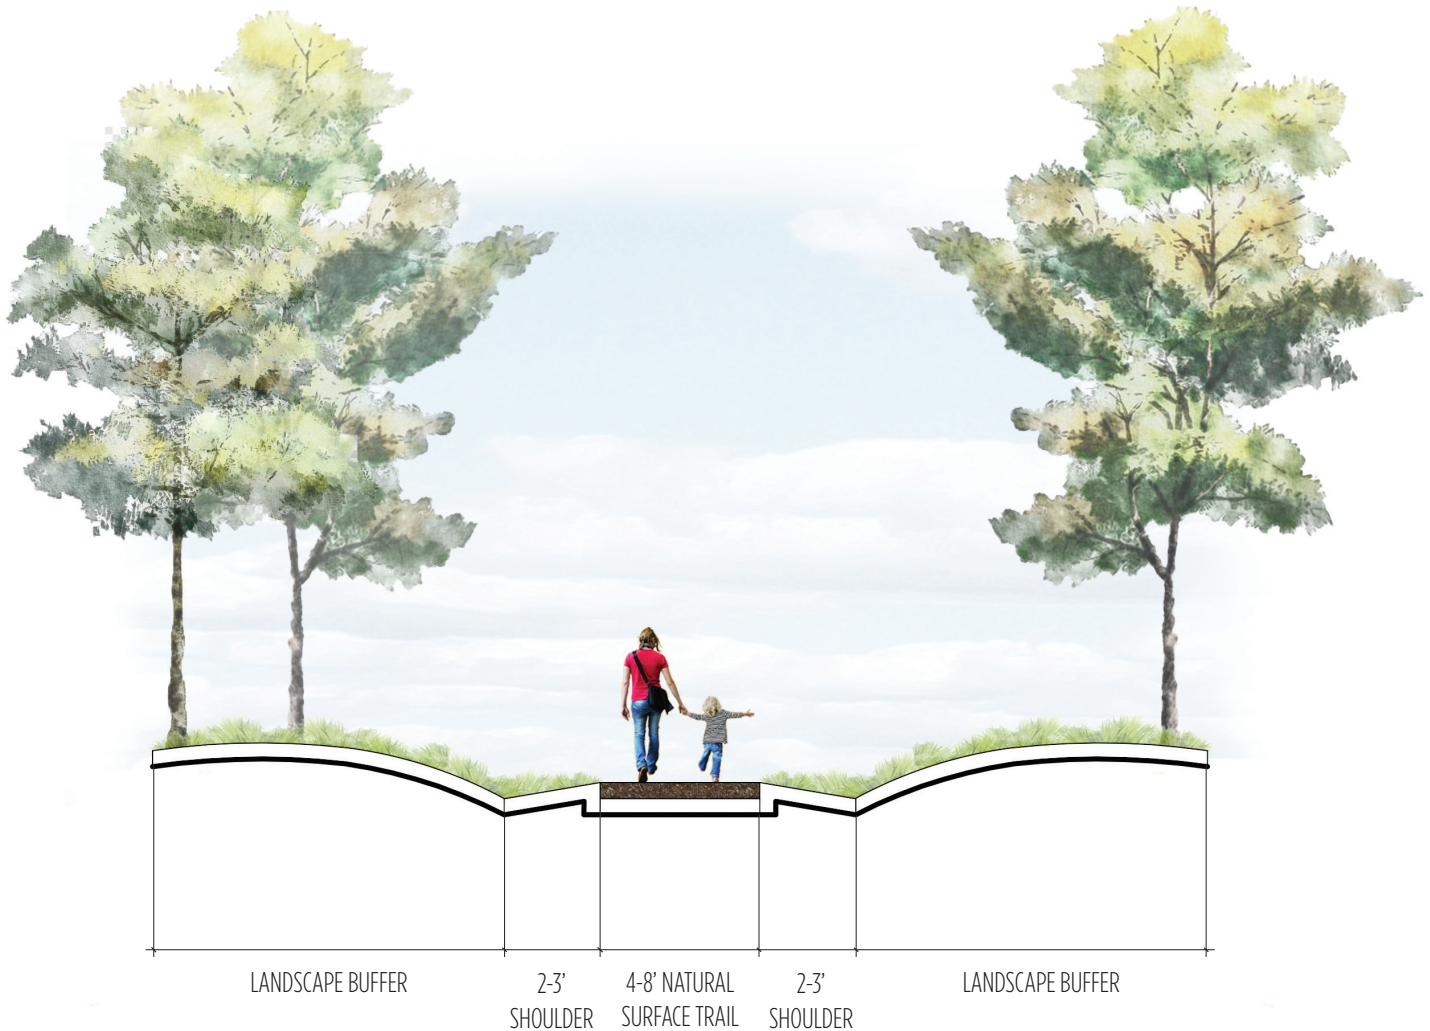 LANDSCAPE BUFFER
2-3’
SHOULDER
4-8’ NATURAL
SURFACE TRAIL
2-3’
SHOULDER
LANDSCAPE BUFFER